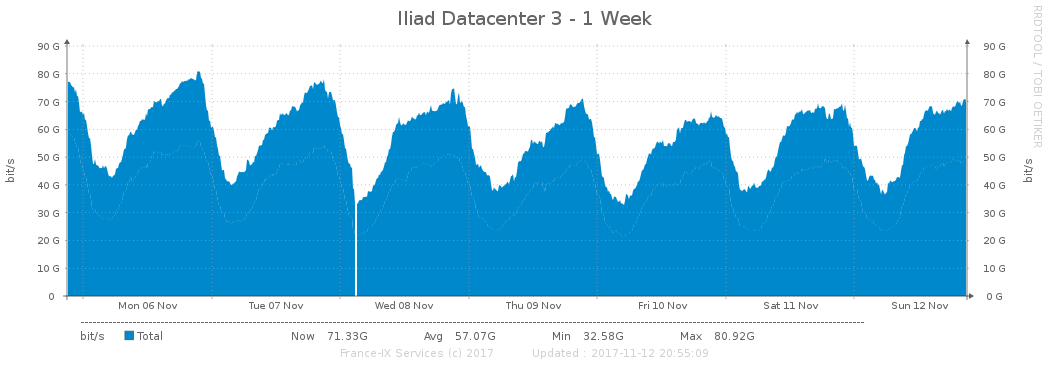 Iliad Datacenter 3 - 1 Week
RRDTOOL / TOBI OETIKER
bit/s
90 G
80 G
70 G
60 G
50 G
40 G
30 G
20 G
10 G
0
90 G
80 G
70 G
60 G
50 G
40 G
30 G
20 G
10 G
0 G
bit/s
Mon 06 Nov Tue 07 Nov Wed 08 Nov Thu 09 Nov Fri 10 Nov Sat 11 Nov Sun 12 Nov
bit/s Total Now 71.33G Avg 57.07G Min 32.58G Max 80.92G
France-IX Services (c) 2017 Updated : 2017-11-12 20:55:09